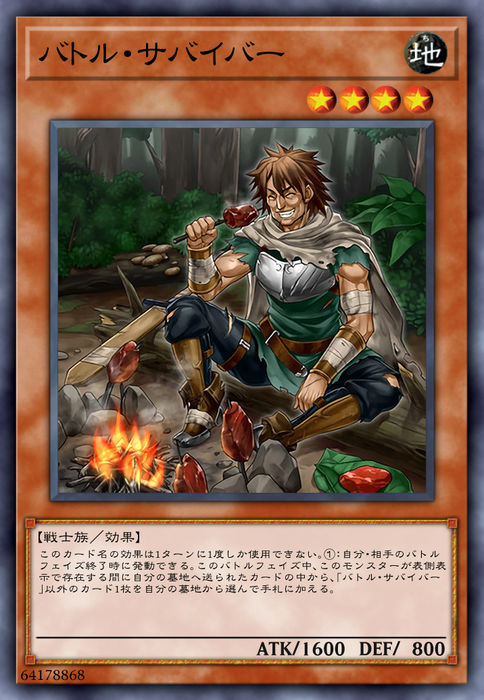 バトル・サバイバー
ち
地
【戦士族／効果】
このカード名の効果は1ターンに1度しか使用できない。①：自分・相手のバトル
フェイズ終了時に発動できる。このバトルフェイズ中、このモンスターが表側表
示で存在する間に自分の墓地へ送られたカードの中から、「バトル・サバイバー
」以外のカード1枚を自分の墓地から選んで手札に加える。
ATK/1600 DEF/ 800
64178868